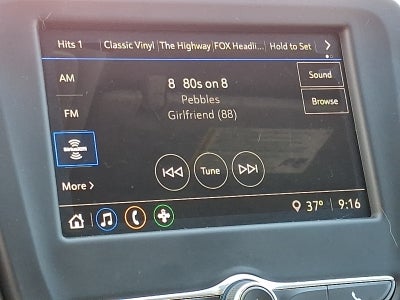 Hits 1 Classic Vinyl The Highway FOX Headli... Hold to Set
AM
8 80s on 8
Sound
Pebbles
Browse
FM
Girlfriend (88)
SiriusXM
More
Tune
37° 9:16